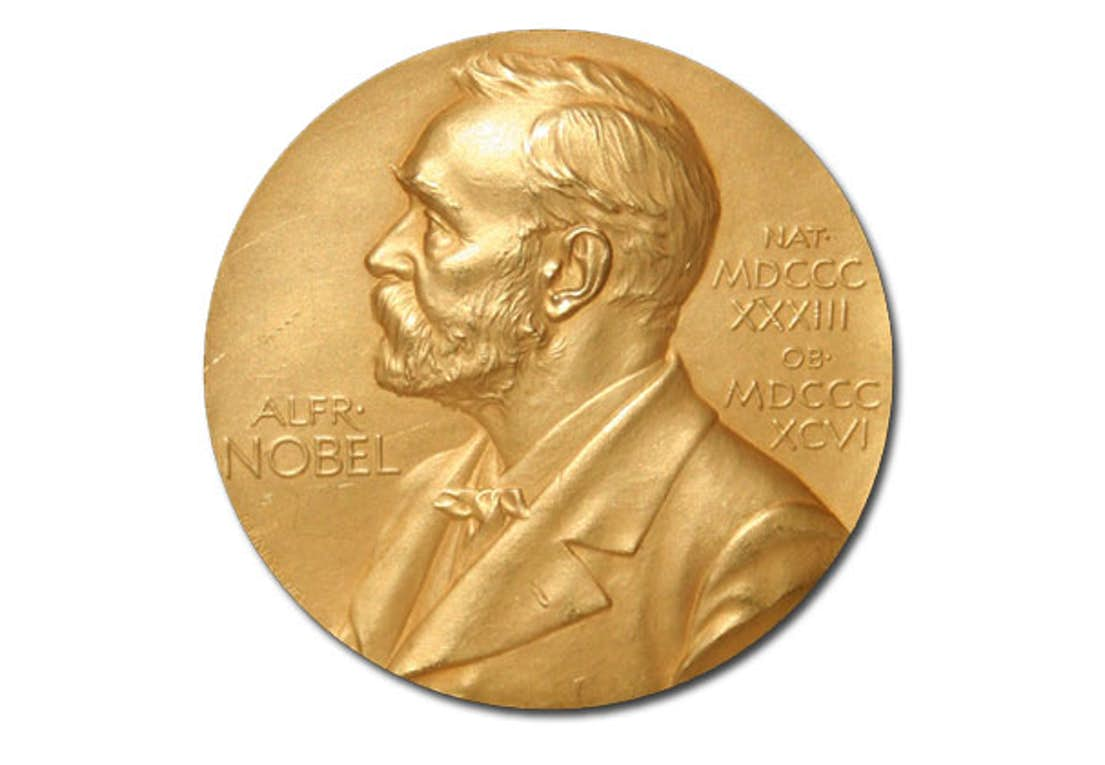 ALFR·
NOBEL
NAT·
MDCCC
XXXIII
OB·
MDCCC
XCVI